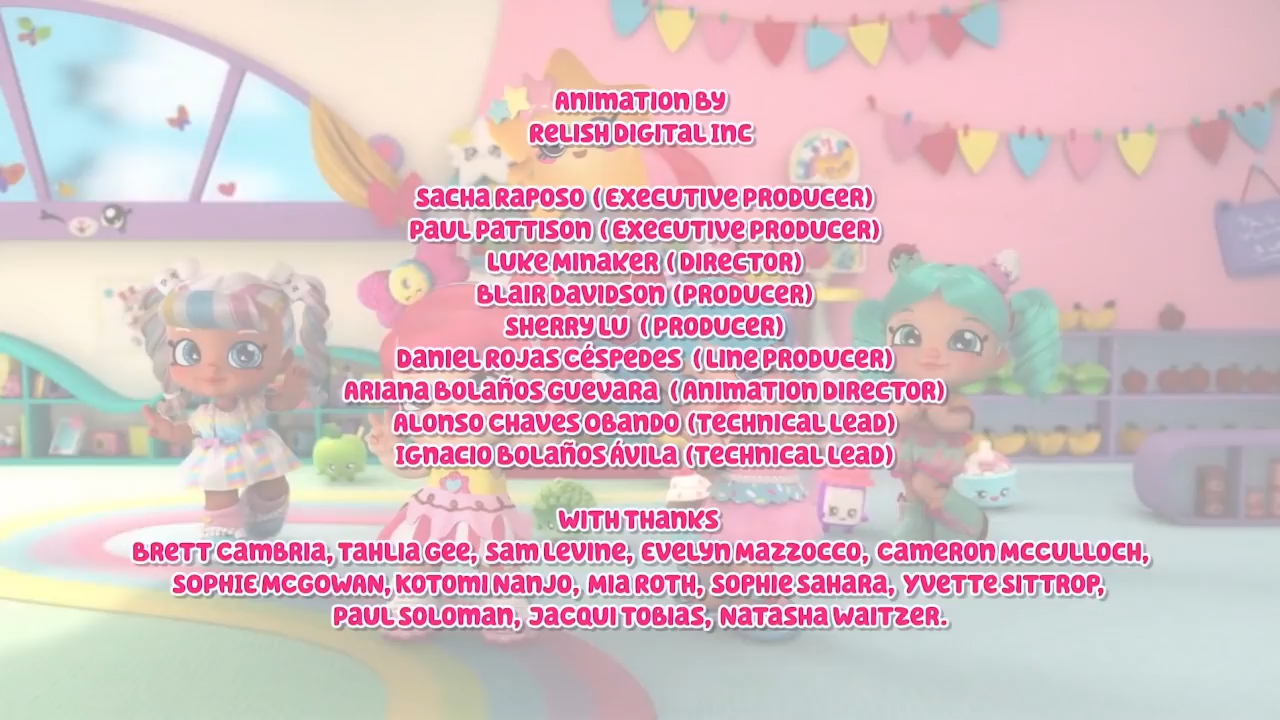 Animation by
Relish Digital Inc
Sacha Raposo (Executive Producer)
Paul Pattison (Executive Producer)
Luke Minaker (Director)
Blair Davidson (Producer)
Sherry Lu (Producer)
Daniel Rojas Céspedes (Line Producer)
Ariana Bolaños Guevara (Animation Director)
Alonso Chaves Obando (Technical Lead)
Ignacio Bolaños Ávila (Technical Lead)
With Thanks
Brett Cambria, Tahlia Gee, Sam Levine, Evelyn Mazzocco, Cameron McCulloch,
Sophie McGowan, Kotomi Nanjo, Mia Roth, Sophie Sahara, Yvette Sittrop,
Paul Soloman, Jacqui Tobias, Natasha Waitzer.